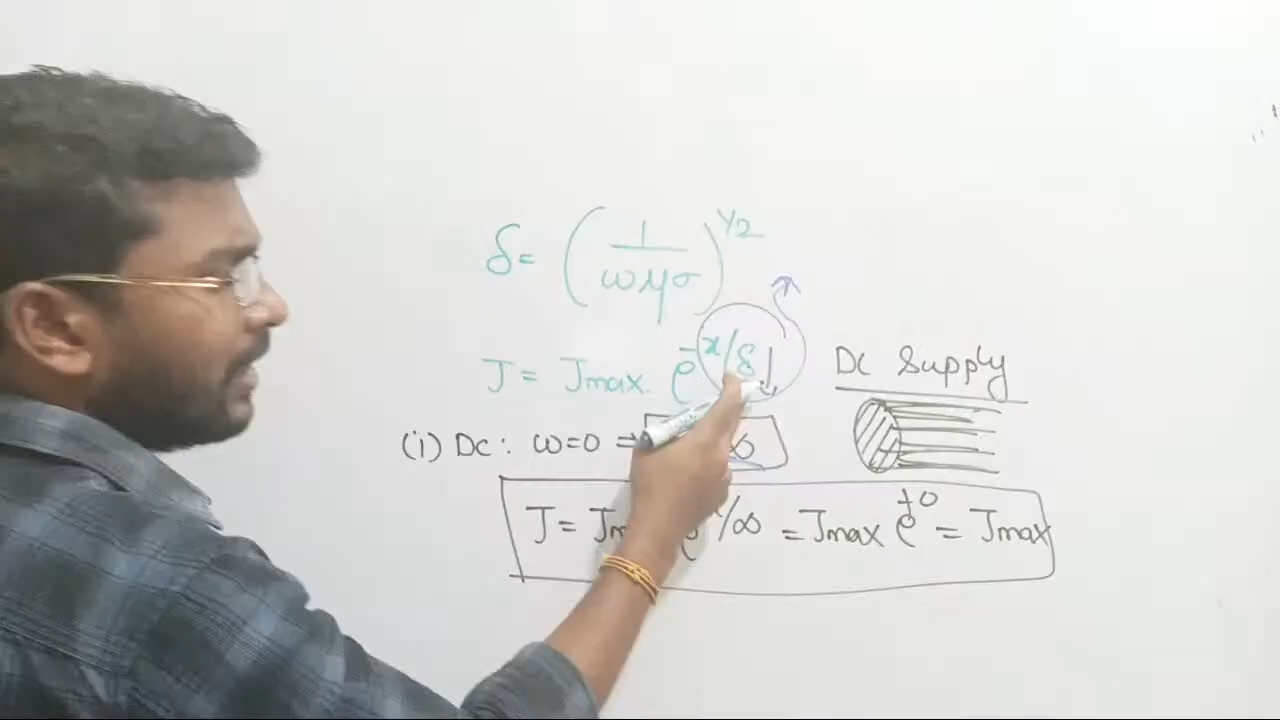 δ = (1/ωμσ)^1/2
J = Jmax. e^-x/δ ↓
Dc Supply
(i) Dc: ω=0 ⇒ ∞
J = Jm e /∞ = Jmax e^+0 = Jmax